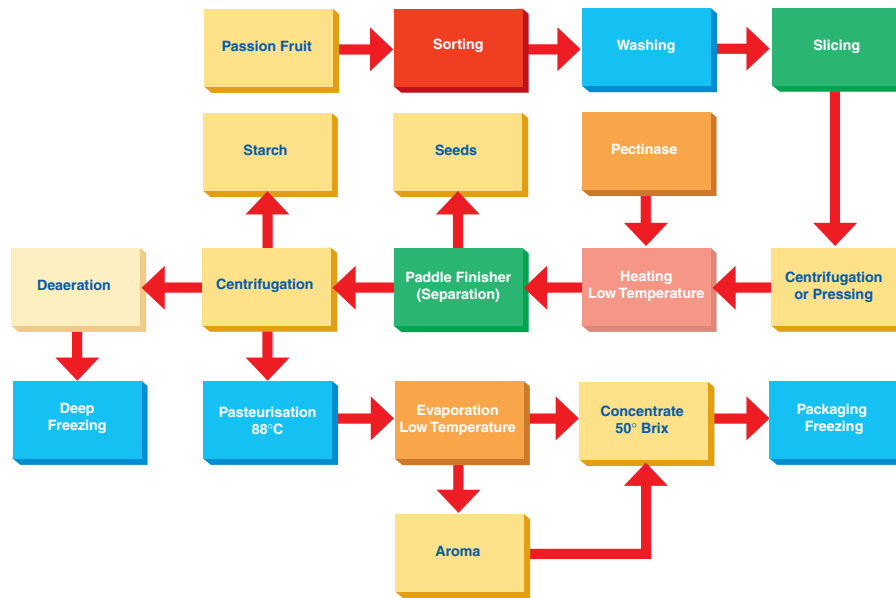 Passion Fruit
Sorting
Washing
Slicing
Starch
Seeds
Pectinase
Deaeration
Centrifugation
Paddle Finisher
(Separation)
Heating
Low Temperature
Centrifugation
or Pressing
Deep
Freezing
Pasteurisation
88°C
Evaporation
Low Temperature
Concentrate
50° Brix
Packaging
Freezing
Aroma